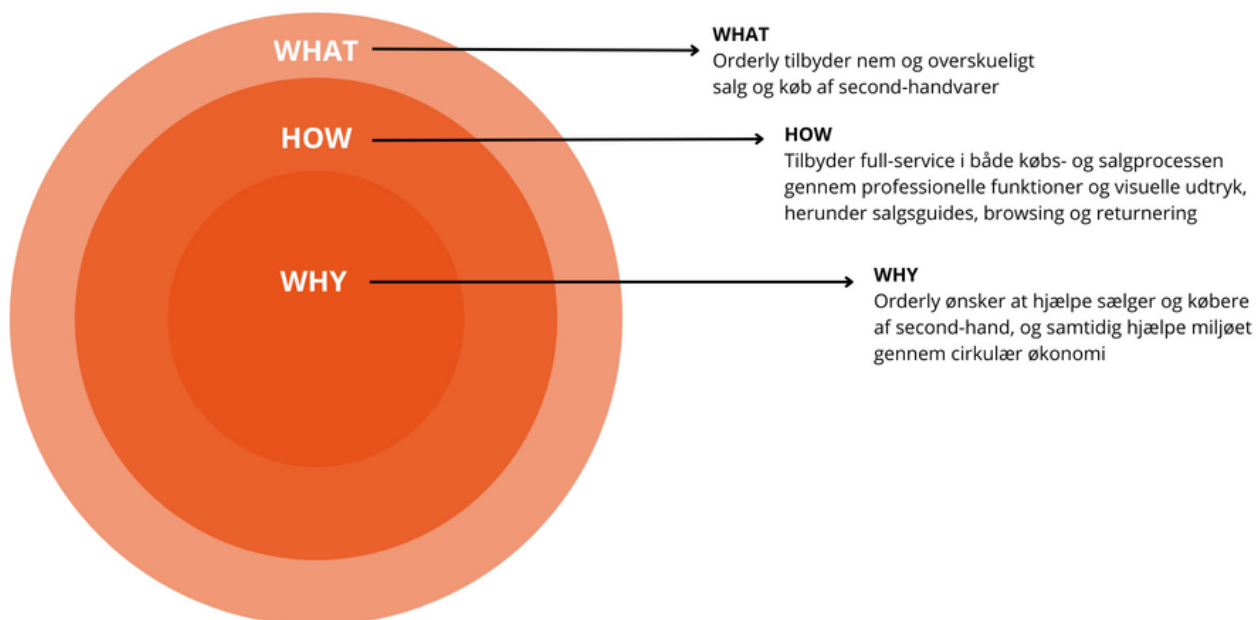 WHAT
HOW
WHY
WHAT
Orderly tilbyder nem og overskueligt
salg og køb af second-handvarer
HOW
Tilbyder full-service i både købs- og salgprocessen
gennem professionelle funktioner og visuelle udtryk,
herunder salgsguides, browsing og returnering
WHY
Orderly ønsker at hjælpe sælger og købere
af second-hand, og samtidig hjælpe miljøet
gennem cirkulær økonomi